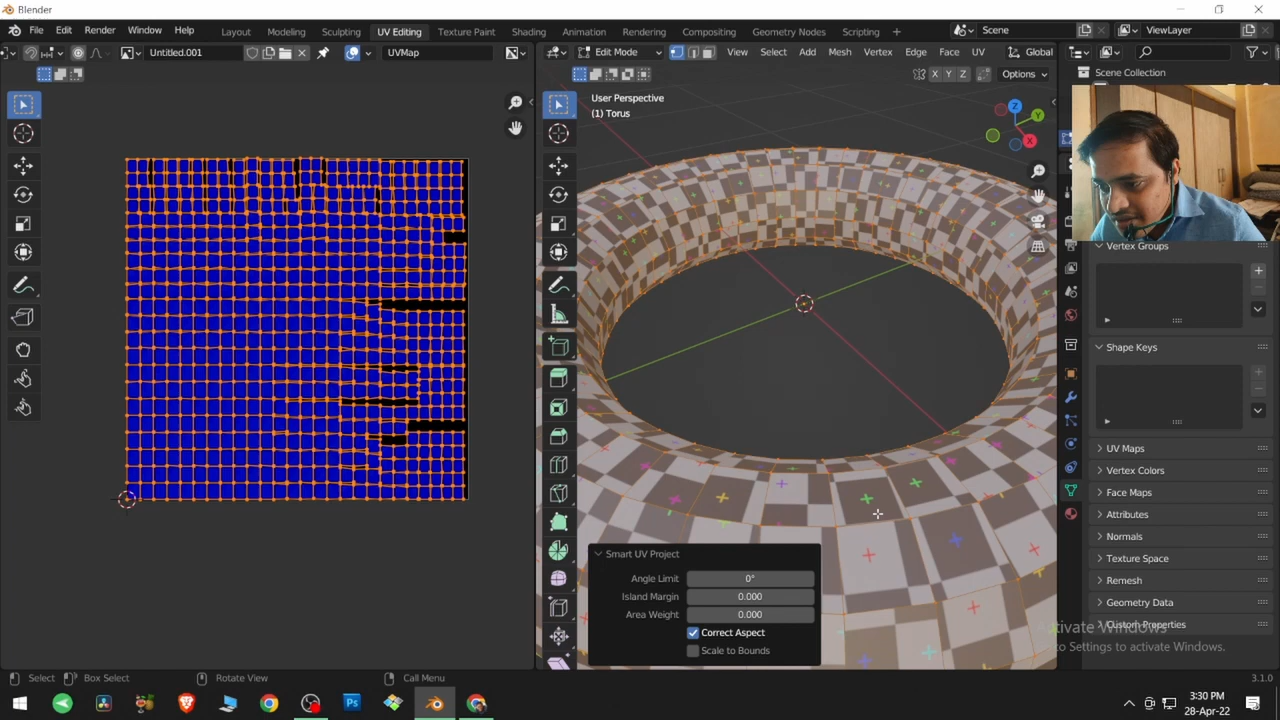 Blender
File Edit Render Window Help
Layout Modeling Sculpting UV Editing Texture Paint Shading Animation Rendering Compositing Geometry Nodes Scripting +
Scene ViewLayer
Untitled.001 UVMap
Edit Mode View Select Add Mesh Vertex Edge Face UV Global
X Y Z Options
Scene Collection
User Perspective
(1) Torus
Z
Y
X
Vertex Groups
Shape Keys
UV Maps
Vertex Colors
Face Maps
Attributes
Normals
Texture Space
Remesh
Geometry Data
Custom Properties
Activate Windows
to Settings to activate Windows.
Smart UV Project
Angle Limit 0°
Island Margin 0.000
Area Weight 0.000
Correct Aspect
Scale to Bounds
Select Box Select Rotate View Call Menu 3.1.0
Ps
3:30 PM
28-Apr-22